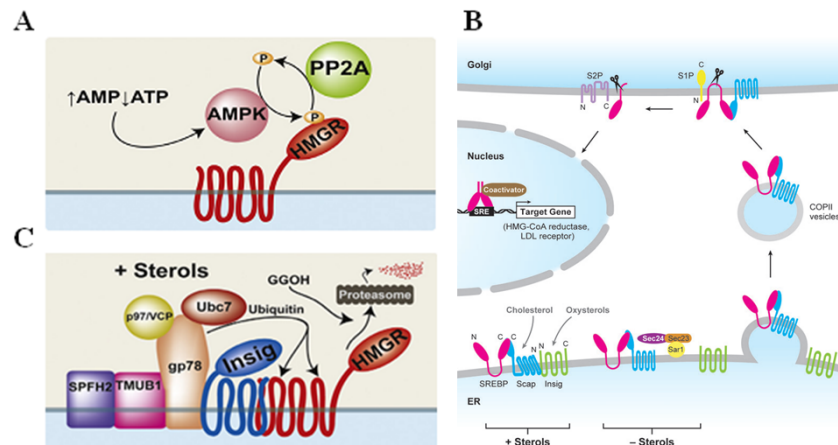 A
↑AMP↓ATP
AMPK
P
PP2A
P
HMGR
B
Golgi
S2P
N
C
S1P
C
N
Nucleus
Coactivator
SRE
Target Gene
(HMG-CoA reductase,
LDL receptor)
COPII
vesicles
Cholesterol
Oxysterols
N
C
C
N
N
C
SREBP
Scap
Insig
Sec24
Sec23
Sar1
ER
+ Sterols
– Sterols
C
+ Sterols
GGOH
Proteasome
p97/VCP
Ubc7
Ubiquitin
gp78
Insig
HMGR
SPFH2
TMUB1